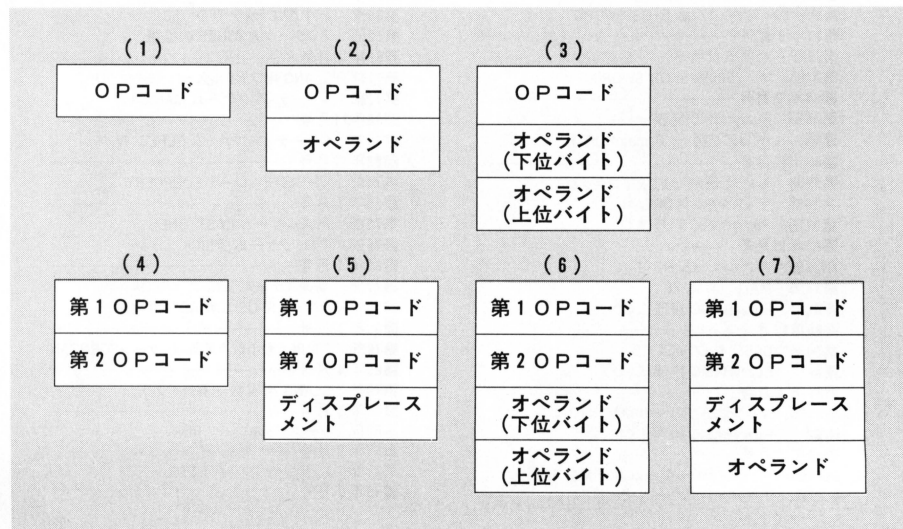 (1)
OPコード
(2)
OPコード
オペランド
(3)
OPコード
オペランド
(下位バイト)
オペランド
(上位バイト)
(4)
第1OPコード
第2OPコード
(5)
第1OPコード
第2OPコード
ディスプレース
メント
(6)
第1OPコード
第2OPコード
オペランド
(下位バイト)
オペランド
(上位バイト)
(7)
第1OPコード
第2OPコード
ディスプレース
メント
オペランド